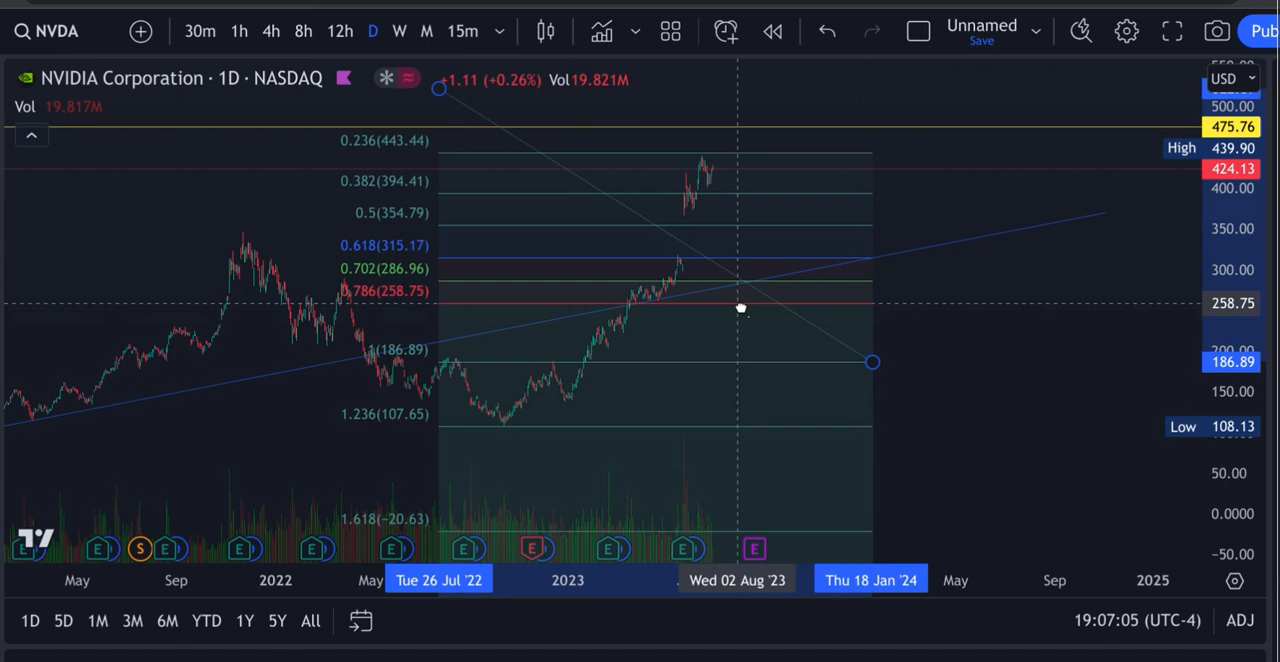 NVDA 30m 1h 4h 8h 12h D W M 15m Unnamed Save Pub
NVIDIA Corporation · 1D · NASDAQ +1.11 (+0.26%) Vol 19.821M
USD
Vol 19.817M
500.00
475.76
0.236(443.44)
High 439.90
424.13
0.382(394.41)
400.00
0.5(354.79)
350.00
0.618(315.17)
0.702(286.96)
300.00
0.786(258.75)
258.75
1(186.89)
200.00
186.89
150.00
1.236(107.65)
Low 108.13
50.00
1.618(−20.63)
0.0000
−50.00
E E S E E E E E E E E
May Sep 2022 May Tue 26 Jul '22 2023 Wed 02 Aug '23 Thu 18 Jan '24 May Sep 2025
1D 5D 1M 3M 6M YTD 1Y 5Y All 19:07:05 (UTC-4) ADJ